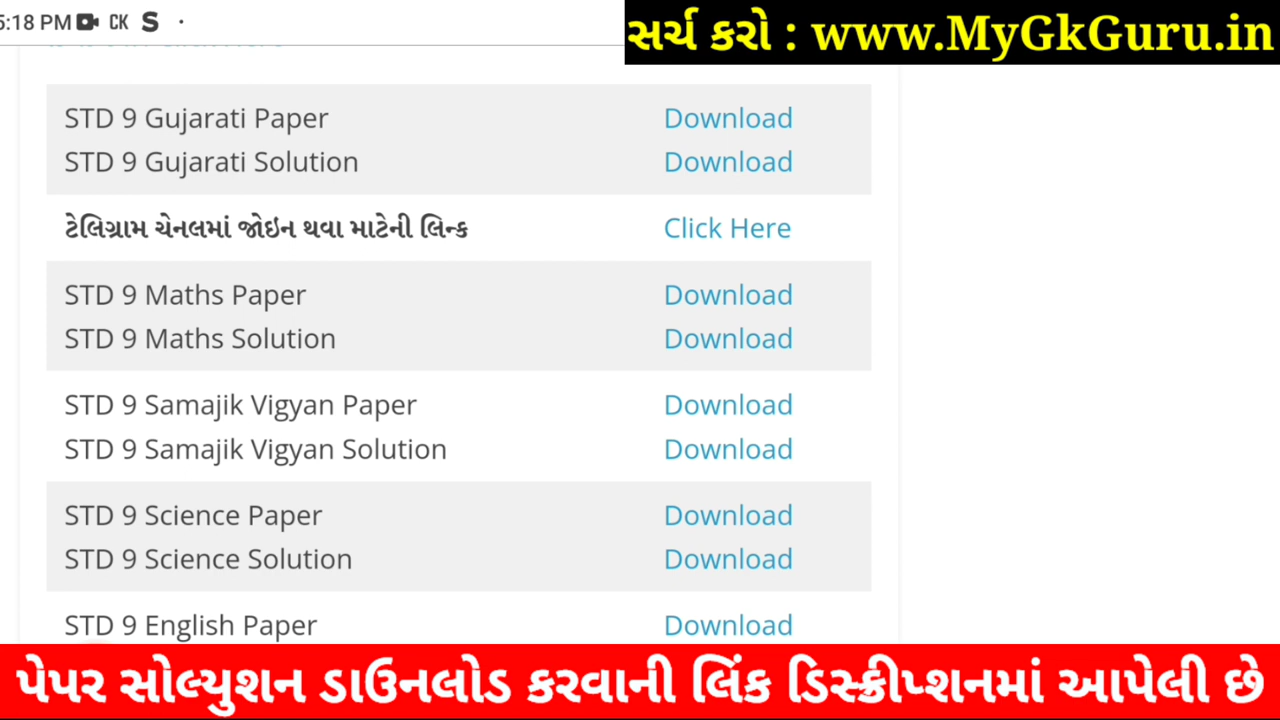 5:18 PM CK S
સર્ચ કરો : www.MyGkGuru.in
STD 9 Gujarati Paper Download
STD 9 Gujarati Solution Download
ટેલિગ્રામ ચેનલમાં જોઇન થવા માટેની લિન્ક Click Here
STD 9 Maths Paper Download
STD 9 Maths Solution Download
STD 9 Samajik Vigyan Paper Download
STD 9 Samajik Vigyan Solution Download
STD 9 Science Paper Download
STD 9 Science Solution Download
STD 9 English Paper Download
પેપર સોલ્યુશન ડાઉનલોડ કરવાની લિંક ડિસ્ક્રીપ્શનમાં આપેલી છે